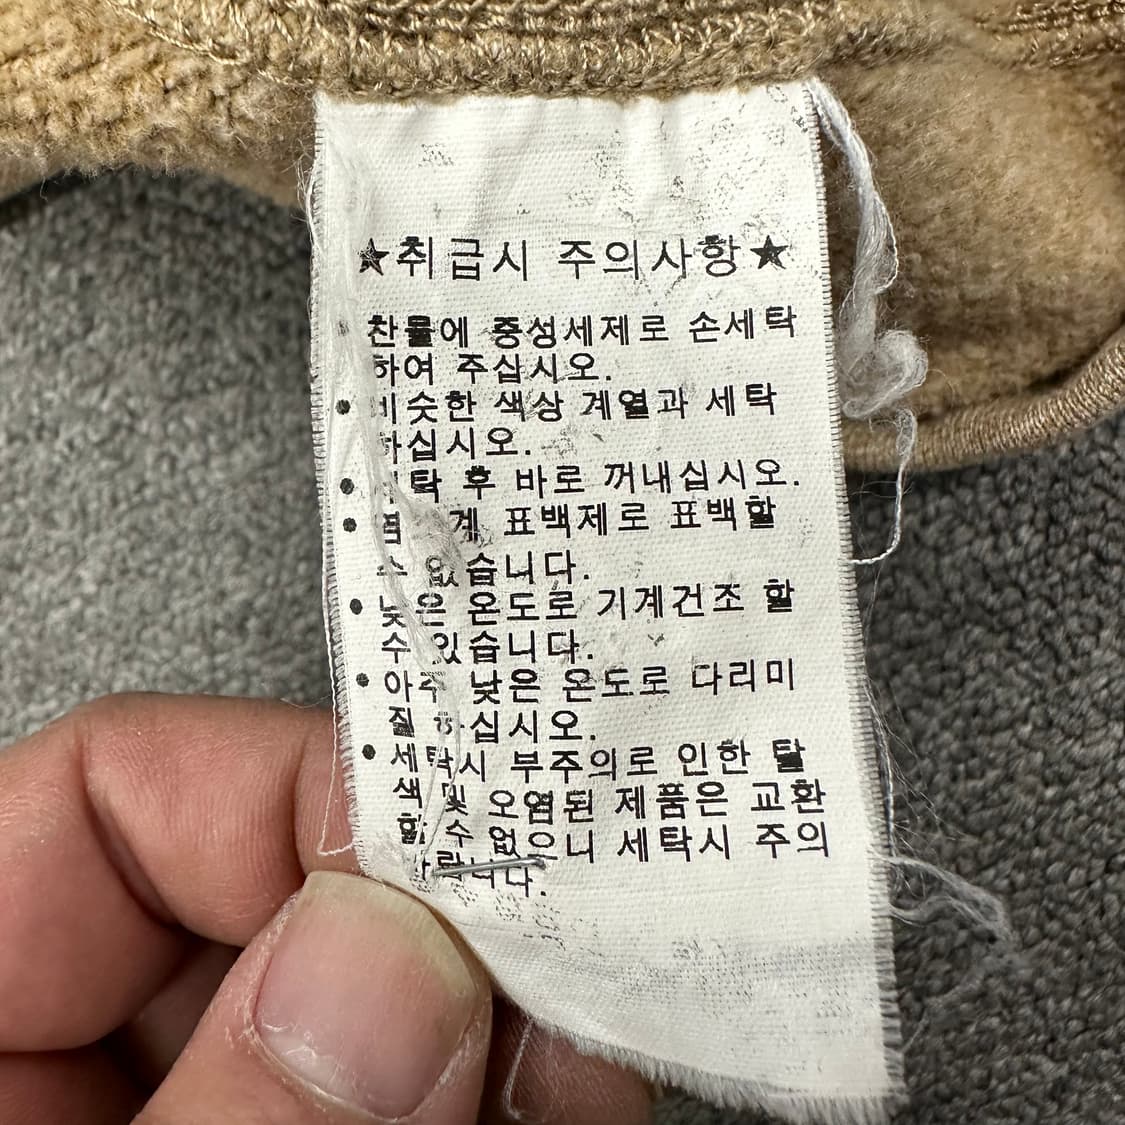 ★취급시 주의사항★
찬물에 중성세제로 손세탁
하여 주십시오.
• 비슷한 색상 계열과 세탁
하십시오.
• 세탁 후 바로 꺼내십시오.
• 표백제로 표백할
수 없습니다.
• 낮은 온도로 기계건조 할
수 있습니다.
• 아주 낮은 온도로 다리미
질 하십시오.
• 세탁시 부주의로 인한 탈
색 및 오염된 제품은 교환
할 수 없으니 세탁시 주의
바랍니다.